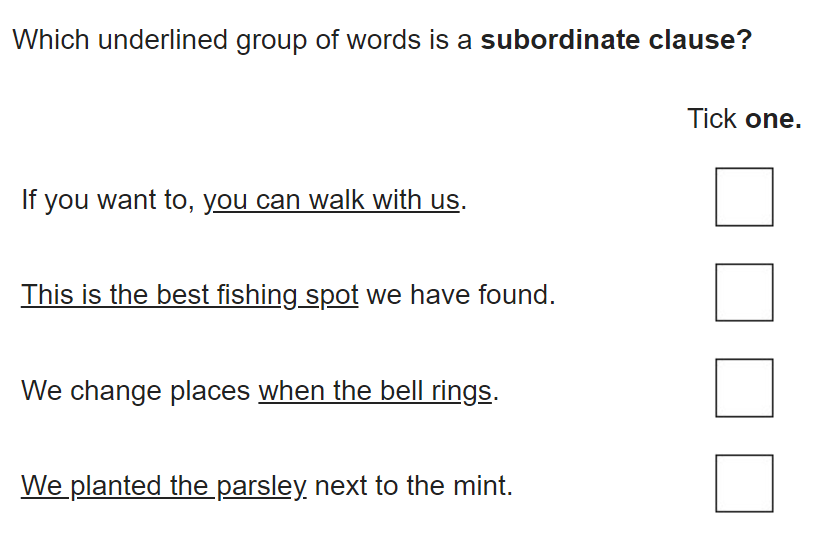 Which underlined group of words is a subordinate clause?
Tick one.
If you want to, you can walk with us.
This is the best fishing spot we have found.
We change places when the bell rings.
We planted the parsley next to the mint.